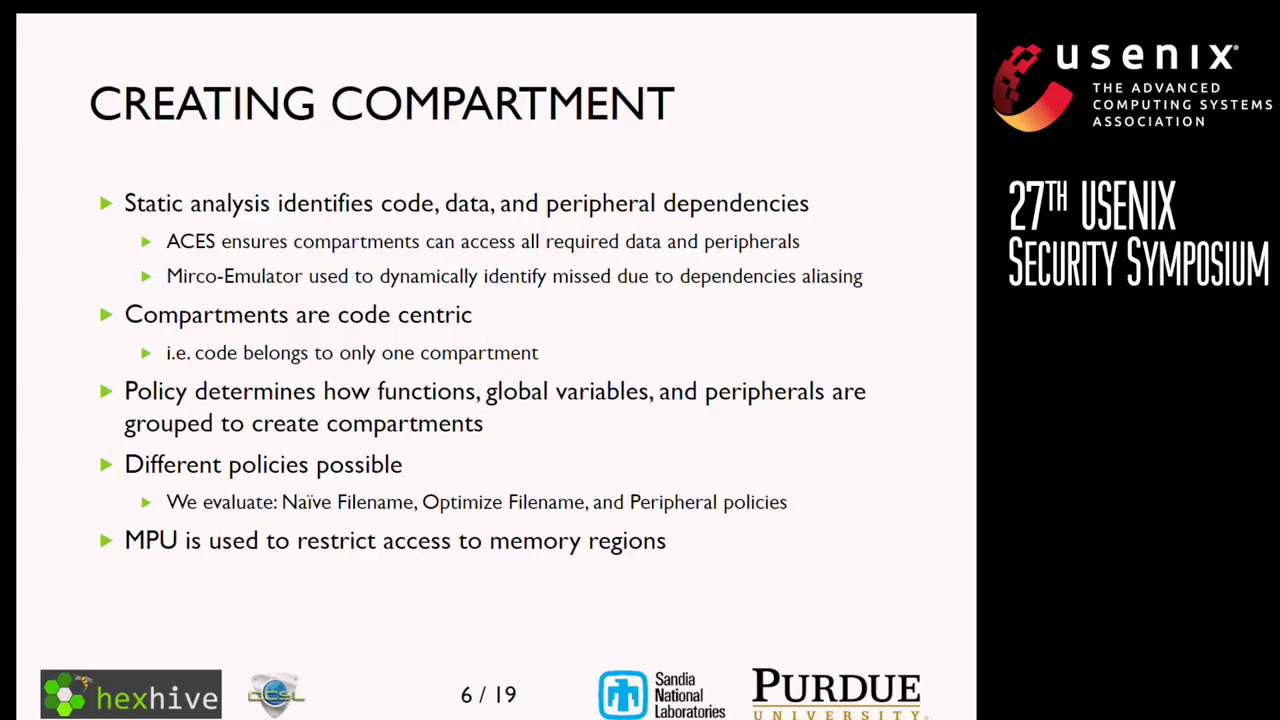 CREATING COMPARTMENT
Static analysis identifies code, data, and peripheral dependencies
ACES ensures compartments can access all required data and peripherals
Mirco-Emulator used to dynamically identify missed due to dependencies aliasing
Compartments are code centric
i.e. code belongs to only one compartment
Policy determines how functions, global variables, and peripherals are
grouped to create compartments
Different policies possible
We evaluate: Naïve Filename, Optimize Filename, and Peripheral policies
MPU is used to restrict access to memory regions
hexhive
6 / 19
Sandia
National
Laboratories
PURDUE
UNIVERSITY
usenix
THE ADVANCED
COMPUTING SYSTEMS
ASSOCIATION
27TH USENIX
SECURITY SYMPOSIUM